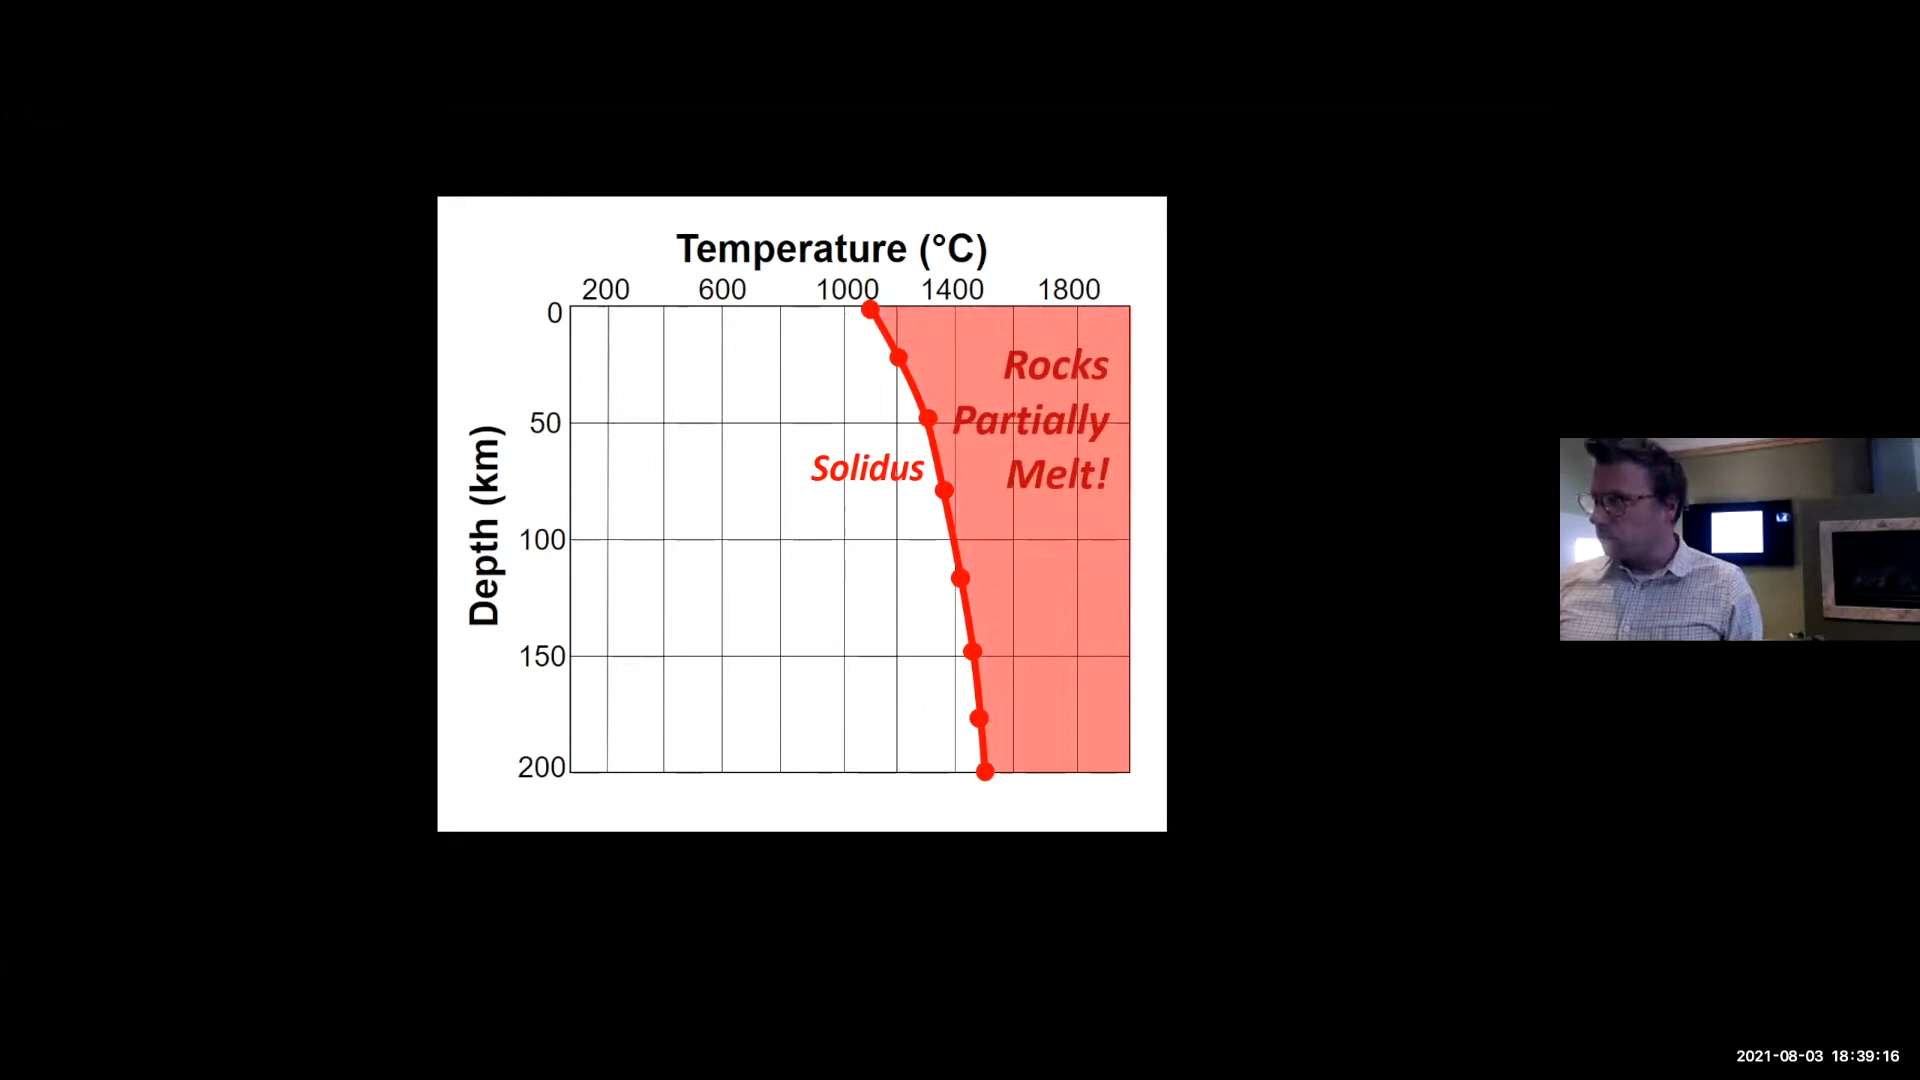 Temperature (°C)
200 600 1000 1400 1800
0
50
100
150
200
Depth (km)
Rocks
Partially
Melt!
Solidus
2021-08-03 18:39:16